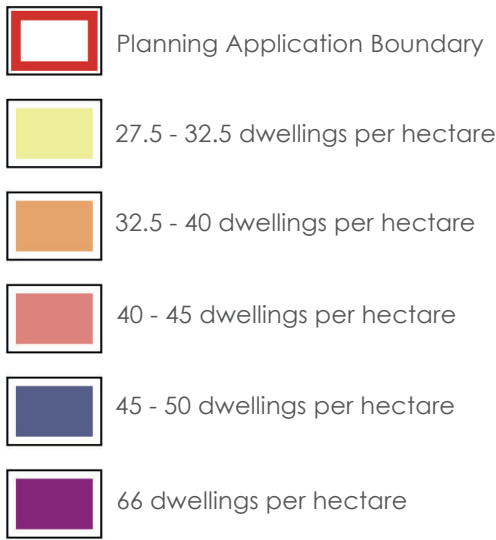 Planning Application Boundary
27.5 - 32.5 dwellings per hectare
32.5 - 40 dwellings per hectare
40 - 45 dwellings per hectare
45 - 50 dwellings per hectare
66 dwellings per hectare